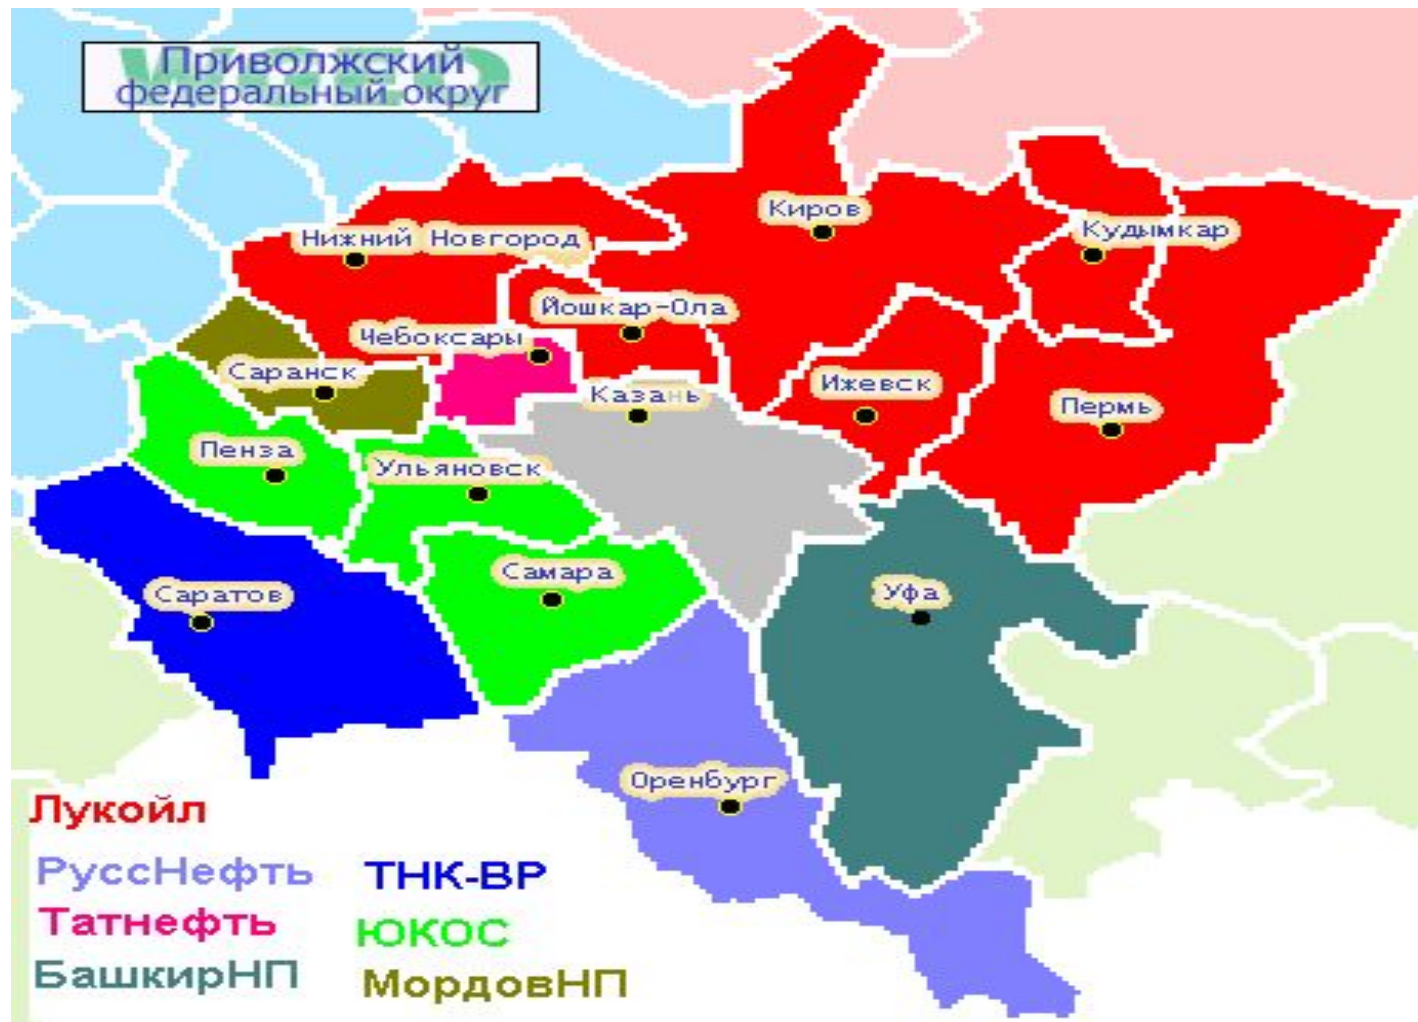 Приволжский
федеральный округ
Киров
Кудымкар
Нижний Новгород
Йошкар-Ола
Чебоксары
Саранск
Казань
Ижевск
Пермь
Пенза
Ульяновск
Самара
Саратов
Уфа
Оренбург
Лукойл
РуссНефть
ТНК-ВР
Татнефть
ЮКОС
БашкирНП
МордовНП